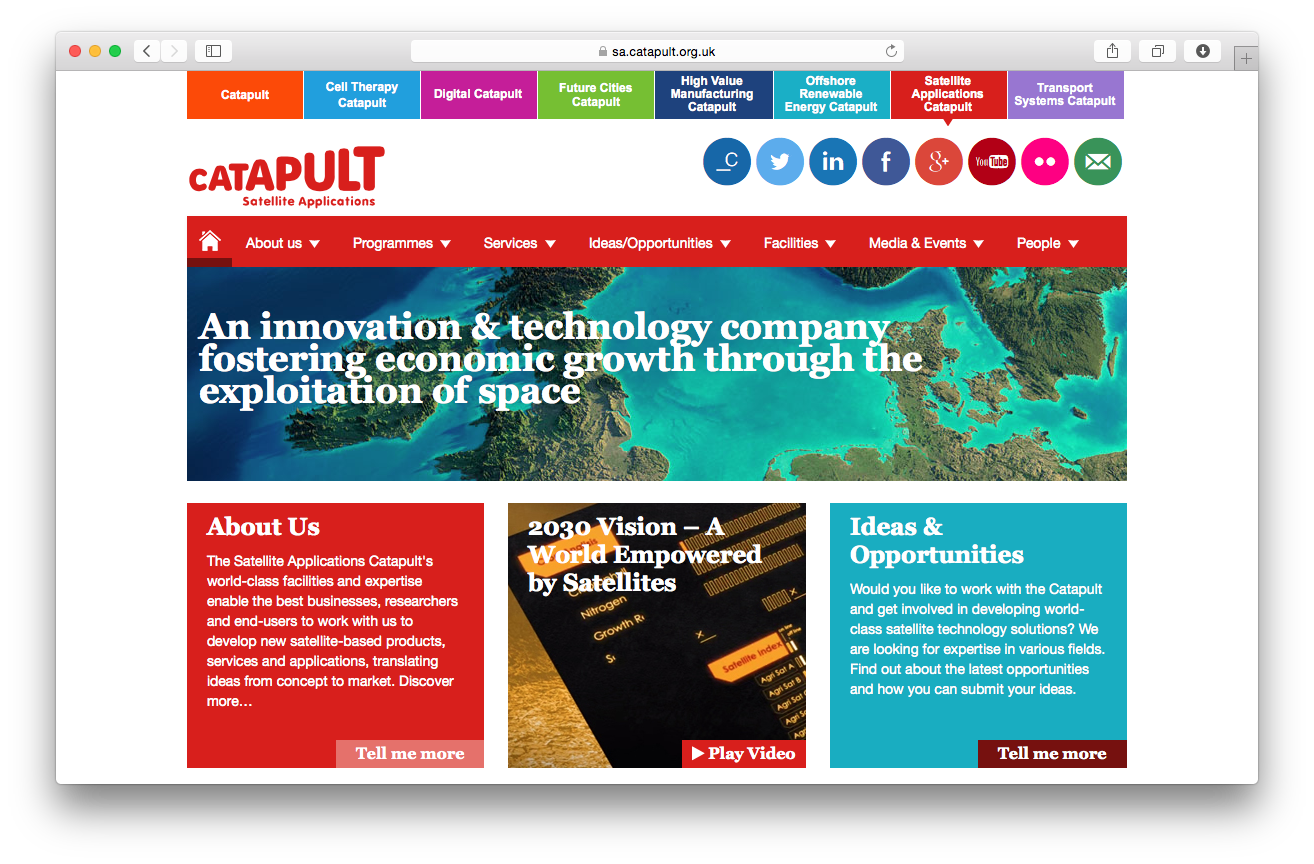 sa.catapult.org.uk
Catapult
Cell Therapy
Catapult
Digital Catapult
Future Cities
Catapult
High Value
Manufacturing
Catapult
Offshore
Renewable
Energy Catapult
Satellite
Applications
Catapult
Transport
Systems Catapult
CATAPULT
Satellite Applications
_C
in
f
g+
YouTube
About us
Programmes
Services
Ideas/Opportunities
Facilities
Media & Events
People
An innovation & technology company
fostering economic growth through the
exploitation of space
About Us
The Satellite Applications Catapult's
world-class facilities and expertise
enable the best businesses, researchers
and end-users to work with us to
develop new satellite-based products,
services and applications, translating
ideas from concept to market. Discover
more…
Tell me more
2030 Vision – A
World Empowered
by Satellites
Nitrogen
Growth
Satellite Index
Agri Sat A
Agri Sat B
Agri Sat
Agri Sat
Agri
Play Video
Ideas &
Opportunities
Would you like to work with the Catapult
and get involved in developing world-
class satellite technology solutions? We
are looking for expertise in various fields.
Find out about the latest opportunities
and how you can submit your ideas.
Tell me more